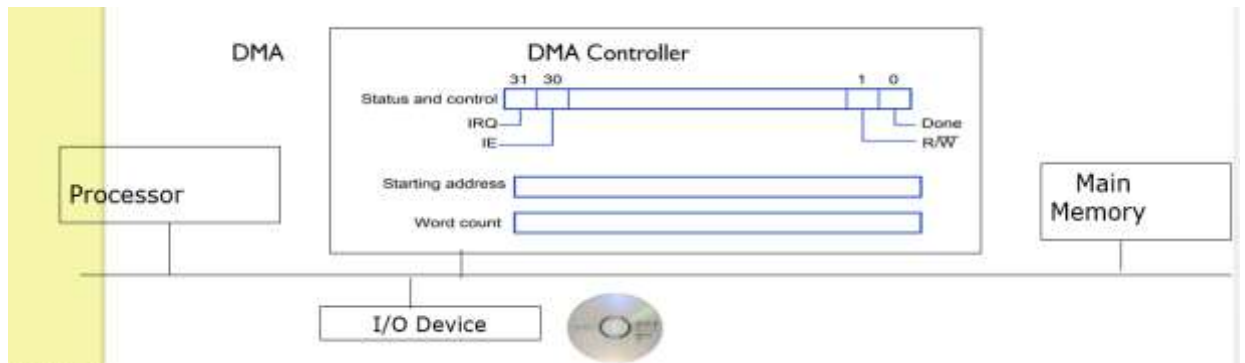 DMA
DMA Controller
31 30 1 0
Status and control
IRQ
IE
Done
R/W̅
Starting address
Word count
Processor
Main
Memory
I/O Device